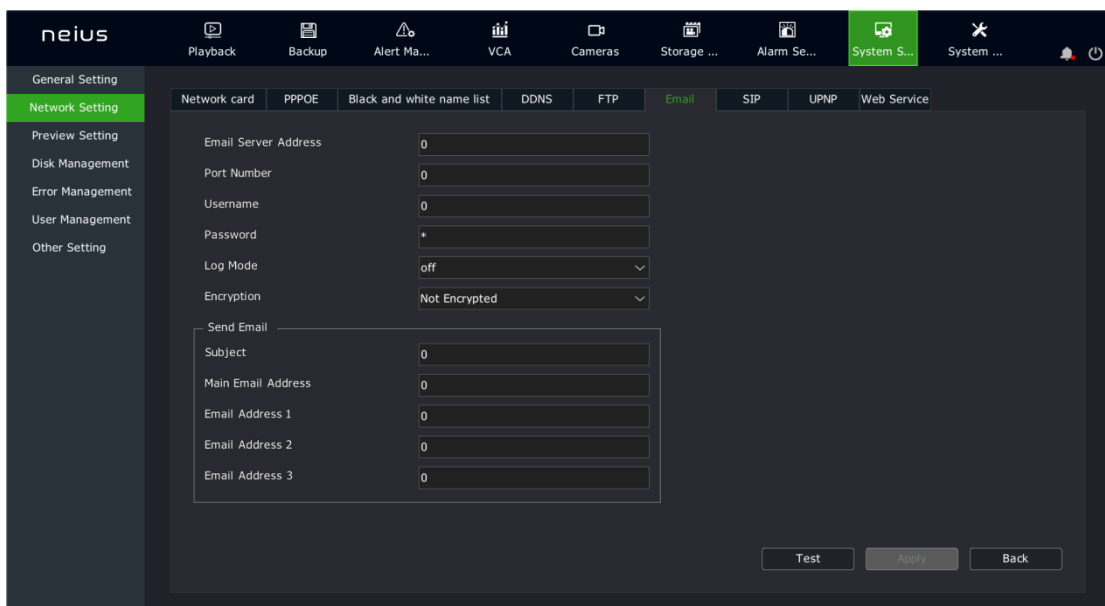 neius
Playback
Backup
Alert Ma...
VCA
Cameras
Storage ...
Alarm Se...
System S...
System ...
General Setting
Network Setting
Preview Setting
Disk Management
Error Management
User Management
Other Setting
Network card
PPPOE
Black and white name list
DDNS
FTP
Email
SIP
UPNP
Web Service
Email Server Address 0
Port Number 0
Username 0
Password *
Log Mode off
Encryption Not Encrypted
Send Email
Subject 0
Main Email Address 0
Email Address 1 0
Email Address 2 0
Email Address 3 0
Test
Apply
Back